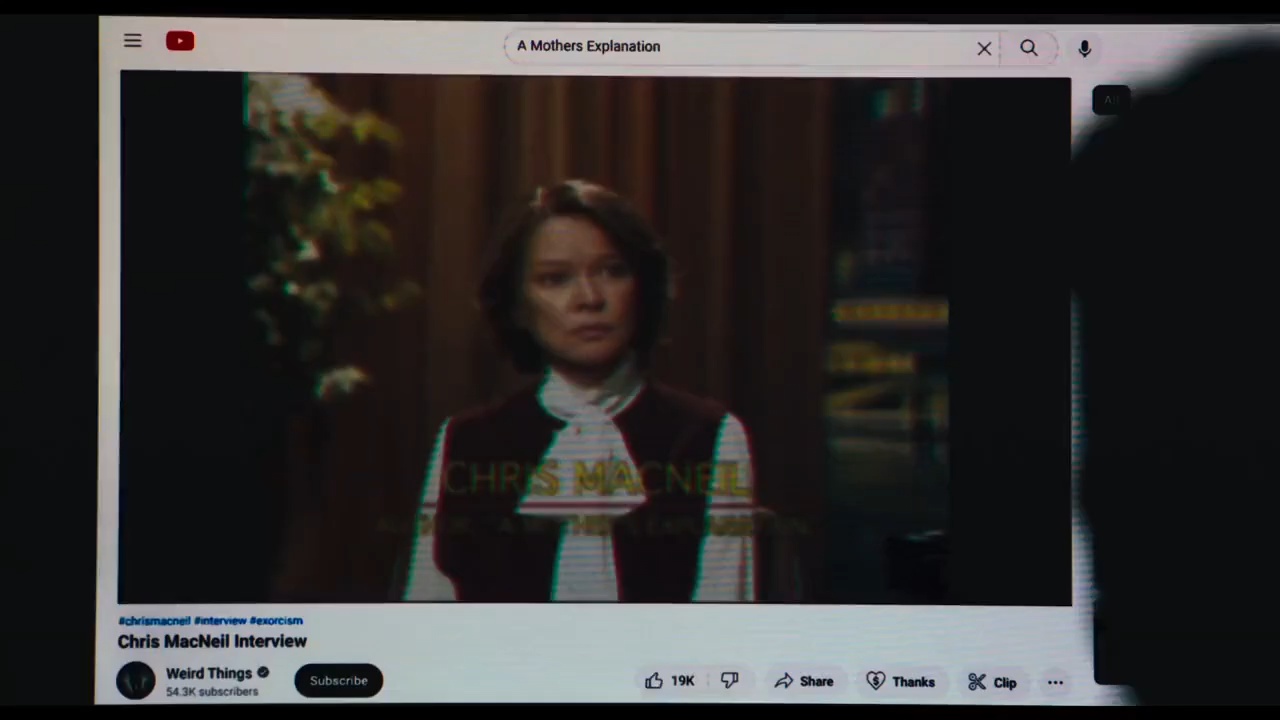 A Mothers Explanation
All
CHRIS MACNEIL
#chrismacneil #interview #exorcism
Chris MacNeil Interview
Weird Things
54.3K subscribers
Subscribe
19K
Share
Thanks
Clip